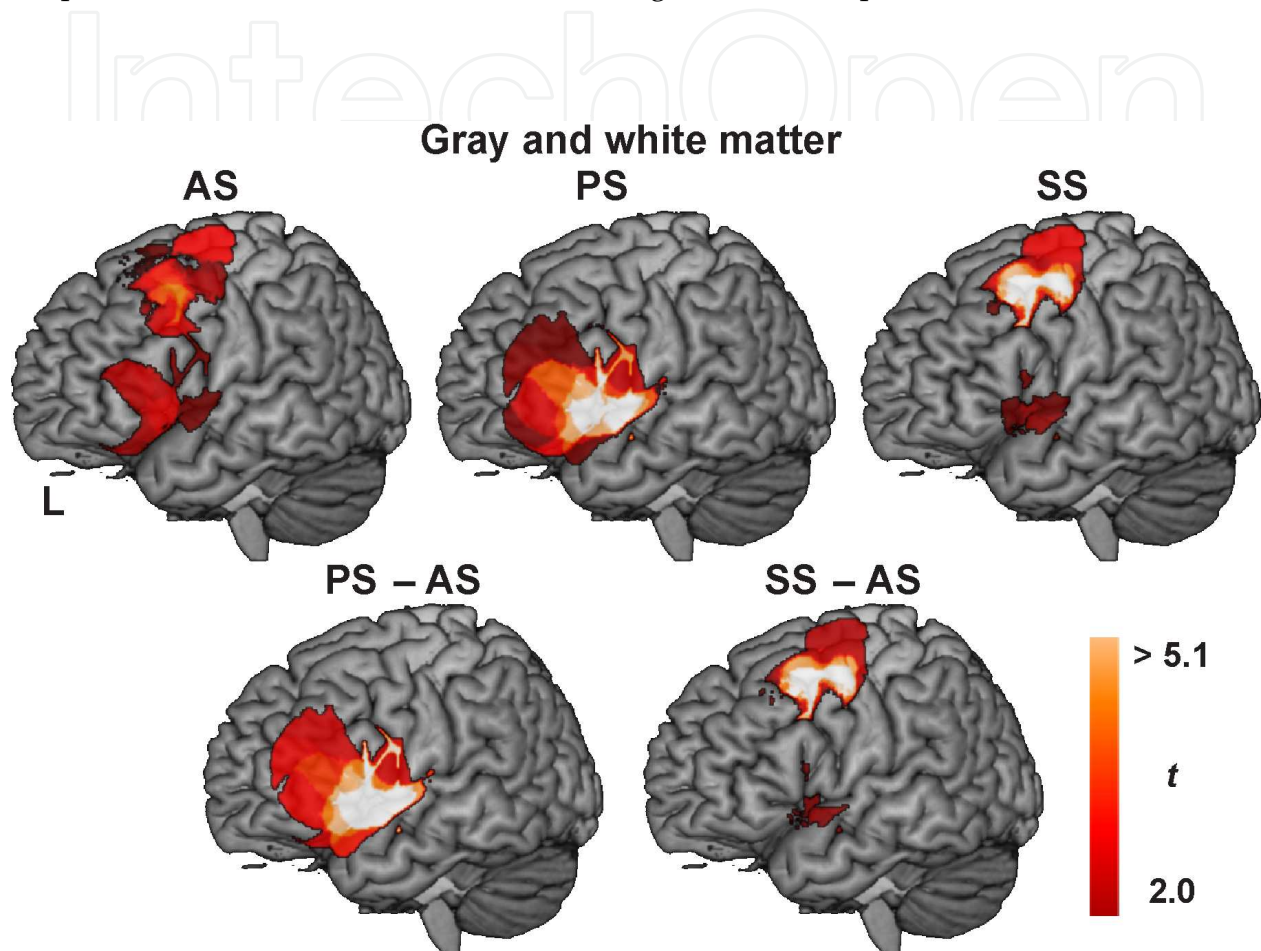 IntechOpen
Gray and white matter
AS
PS
SS
L
PS – AS
SS – AS
> 5.1
t
2.0